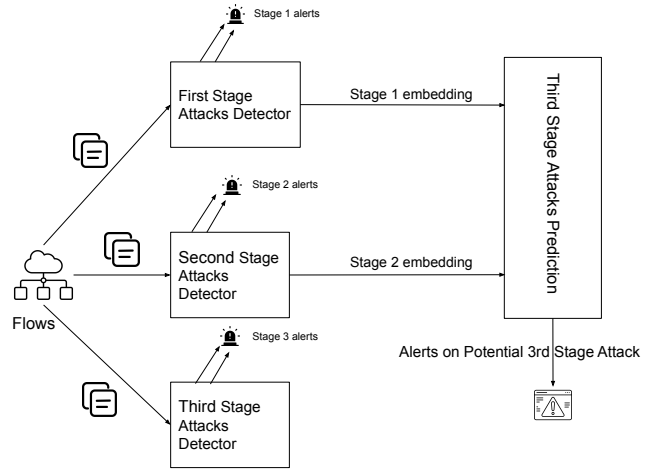 Stage 1 alerts
First Stage
Attacks Detector
Stage 1 embedding
Third Stage Attacks Prediction
Stage 2 alerts
Second Stage
Attacks
Detector
Stage 2 embedding
Flows
Stage 3 alerts
Third Stage
Attacks
Detector
Alerts on Potential 3rd Stage Attack